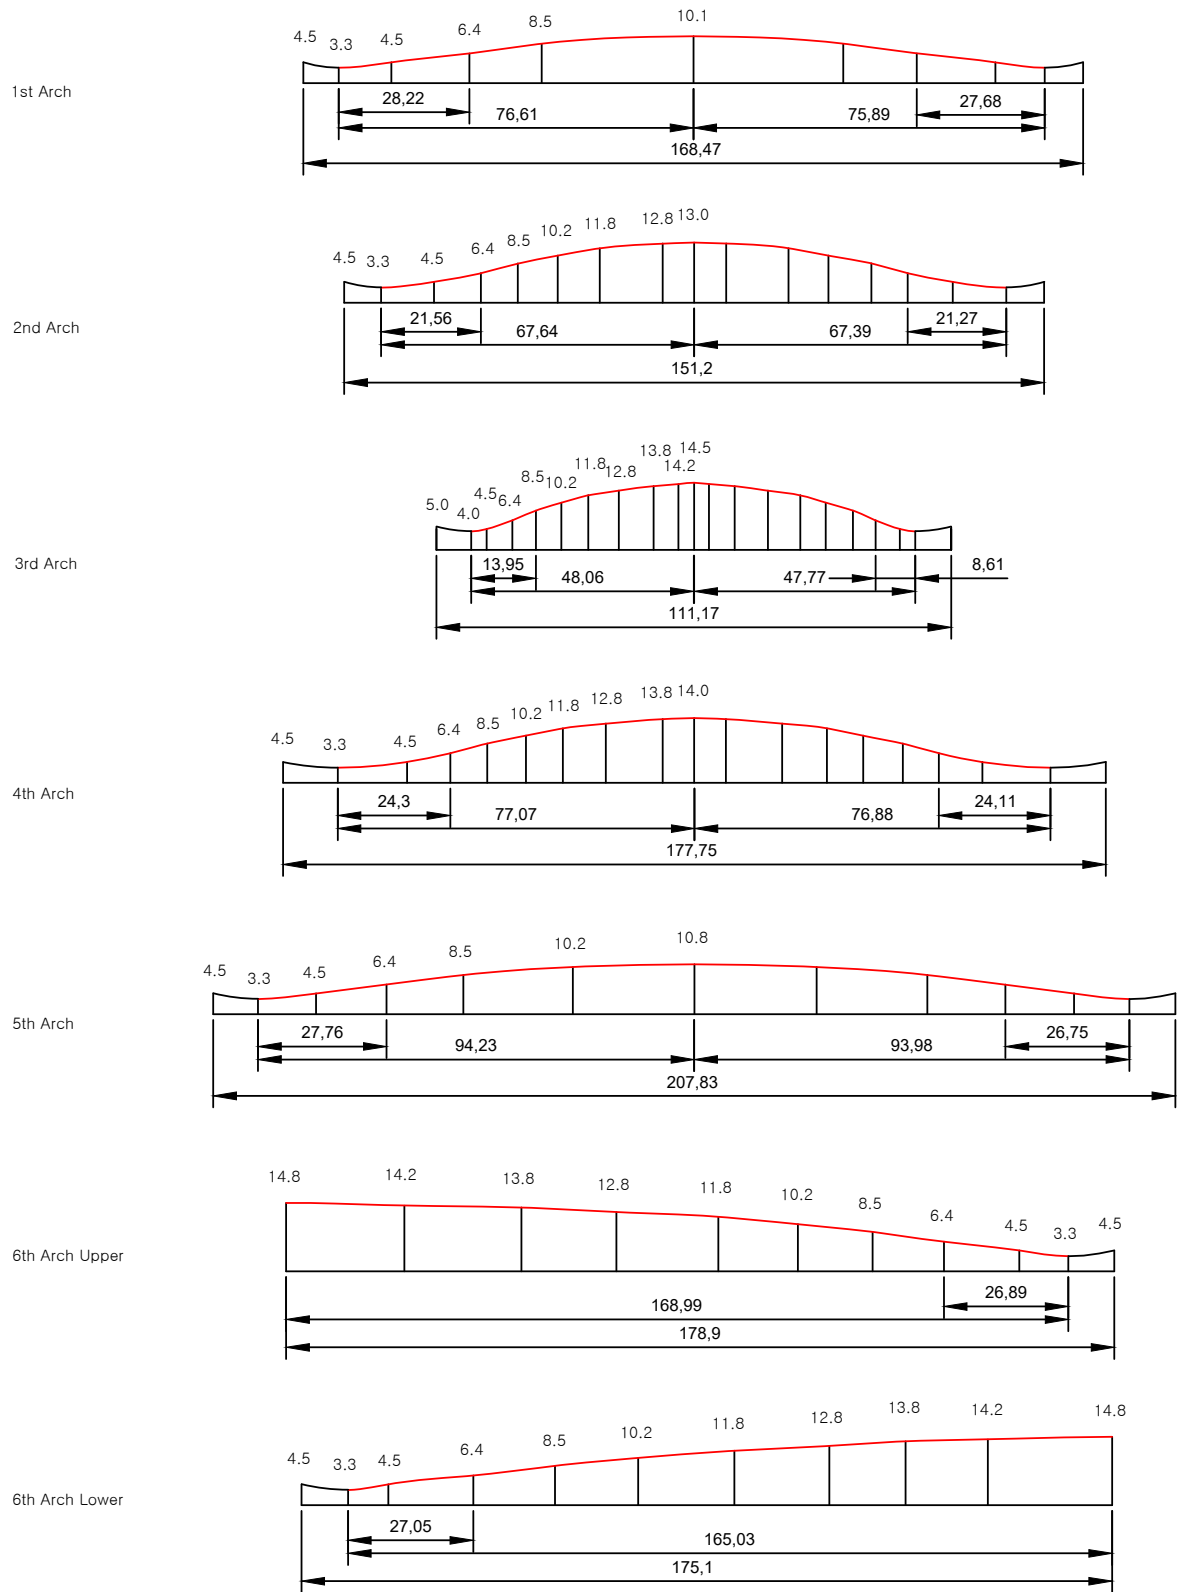 4.5 3.3 4.5 6.4 8.5 10.1
1st Arch
28,22 27,68
76,61 75,89
168,47
4.5 3.3 4.5 6.4 8.5 10.2 11.8 12.8 13.0
2nd Arch
21,56 21,27
67,64 67,39
151,2
5.0 4.0 4.5 6.4 8.5 10.2 11.8 12.8 13.8 14.2 14.5
3rd Arch
13,95 8,61
48,06 47,77
111,17
4.5 3.3 4.5 6.4 8.5 10.2 11.8 12.8 13.8 14.0
4th Arch
24,3 24,11
77,07 76,88
177,75
4.5 3.3 4.5 6.4 8.5 10.2 10.8
5th Arch
27,76 26,75
94,23 93,98
207,83
14.8 14.2 13.8 12.8 11.8 10.2 8.5 6.4 4.5 3.3 4.5
6th Arch Upper
26,89
168,99
178,9
4.5 3.3 4.5 6.4 8.5 10.2 11.8 12.8 13.8 14.2 14.8
6th Arch Lower
27,05 165,03
175,1